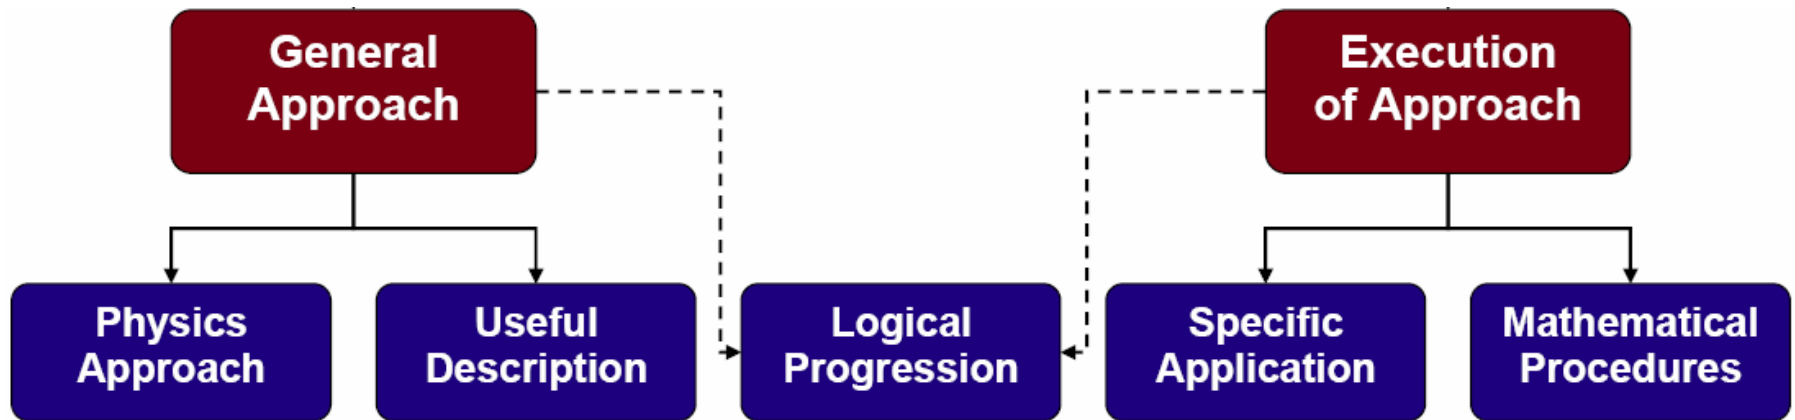 General
Approach
Execution
of Approach
Physics
Approach
Useful
Description
Logical
Progression
Specific
Application
Mathematical
Procedures